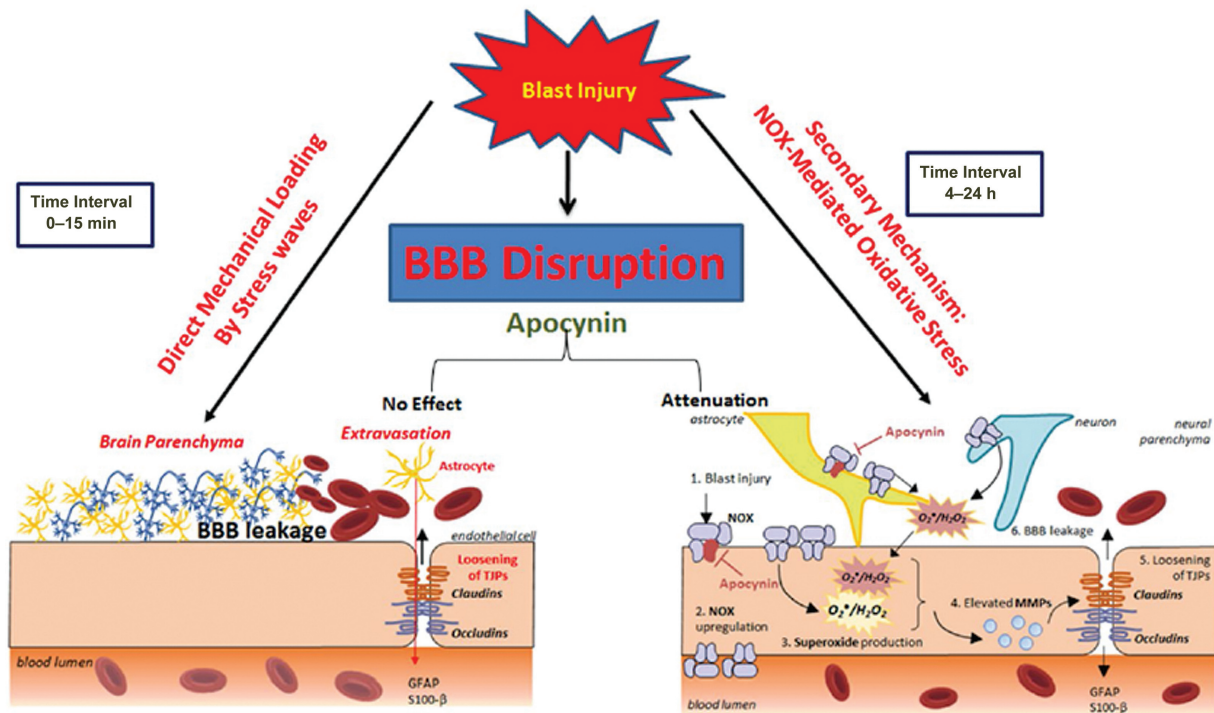 Blast Injury
Time Interval
0–15 min
Direct Mechanical Loading
By Stress waves
Secondary Mechanism:
NOX-Mediated Oxidative Stress
Time Interval
4–24 h
BBB Disruption
Apocynin
No Effect
Attenuation
Brain Parenchyma
Extravasation
Astrocyte
BBB leakage
endothelial cell
Loosening
of TJPs
Claudins
Occludins
blood lumen
GFAP
S100-β
astrocyte
Apocynin
neuron
neural
parenchyma
1. Blast injury
NOX
O₂*/H₂O₂
6. BBB leakage
Apocynin
O₂*/H₂O₂
O₂*/H₂O₂
5. Loosening
of TJPs
Claudins
4. Elevated MMPs
2. NOX
upregulation
3. Superoxide production
Occludins
blood lumen
GFAP
S100-β